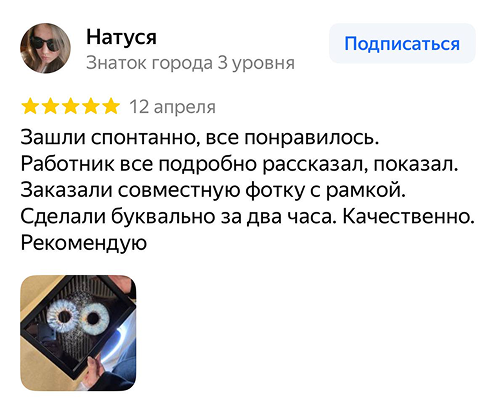 Натуся
Подписаться
Знаток города 3 уровня
12 апреля
Зашли спонтанно, все понравилось.
Работник все подробно рассказал, показал.
Заказали совместную фотку с рамкой.
Сделали буквально за два часа. Качественно.
Рекомендую